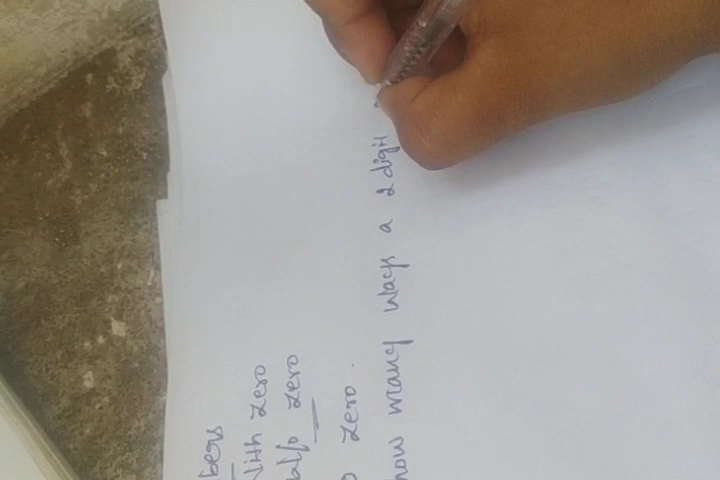 bers
With zero
w/o zero
o zero.
how many ways a 2 digit